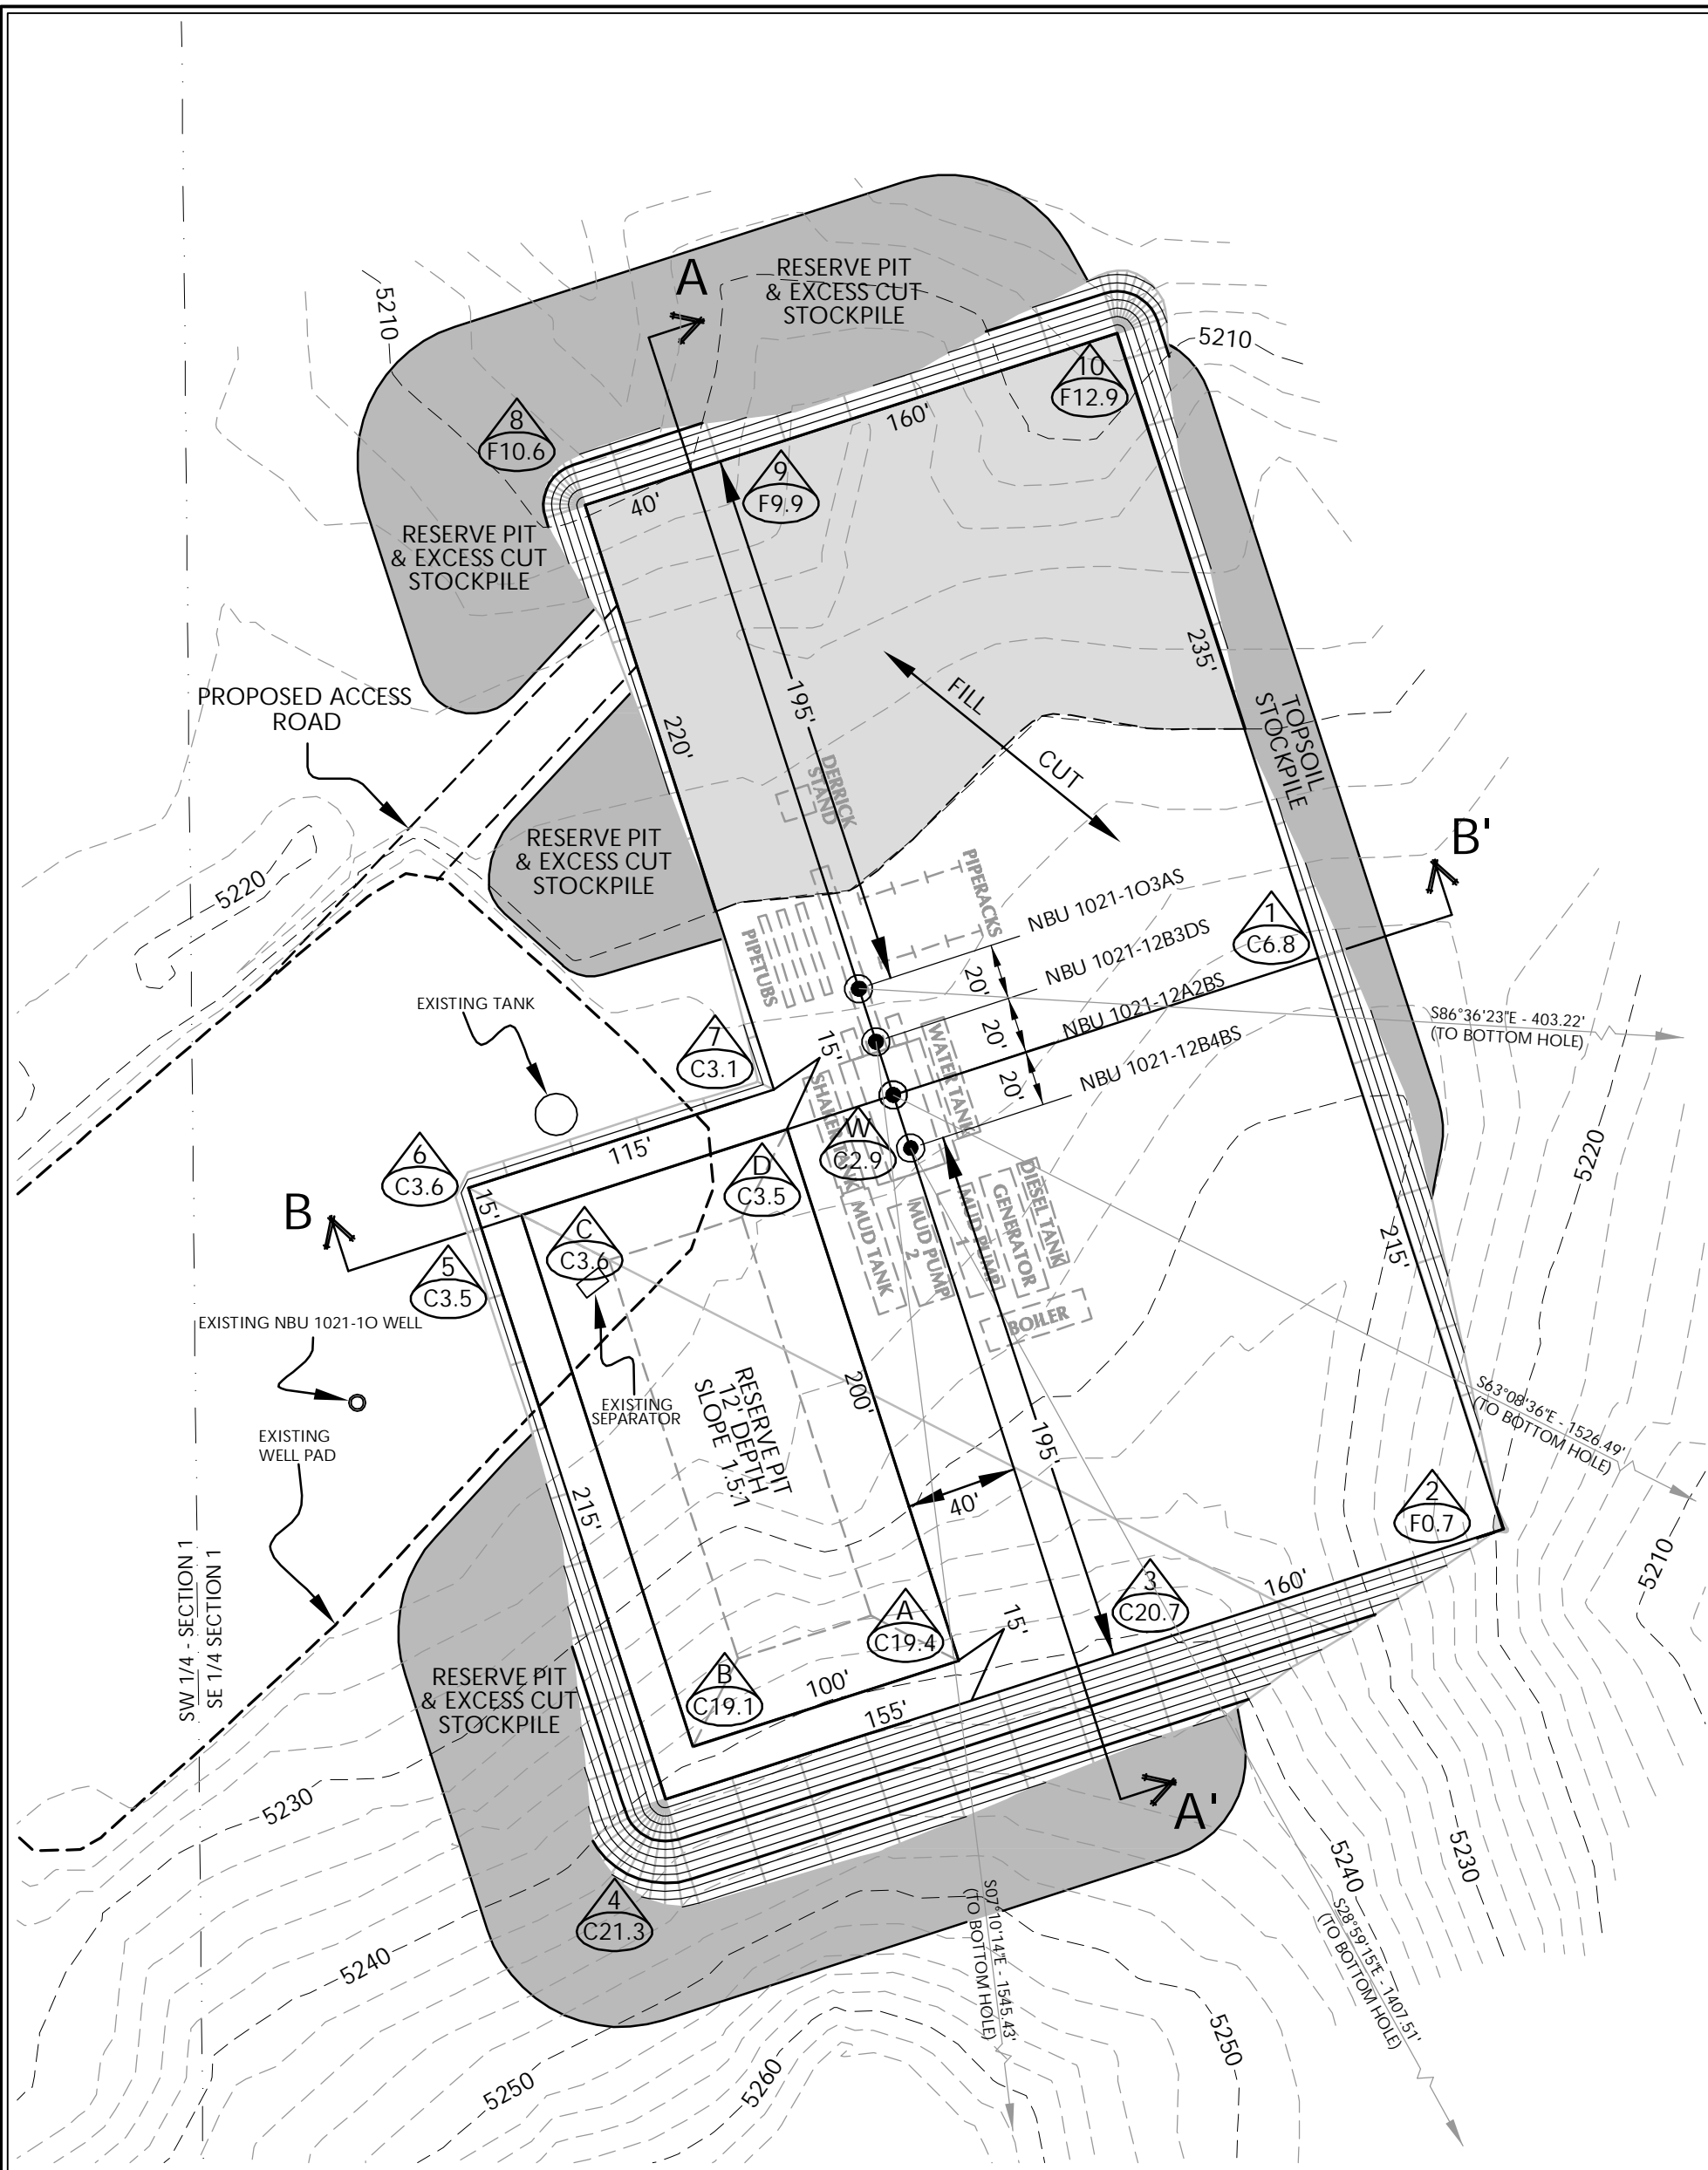 A
RESERVE PIT
& EXCESS CUT
STOCKPILE
5210
5210
10
F12.9
8
F10.6
160'
9
F9.9
40'
RESERVE PIT
& EXCESS CUT
STOCKPILE
235'
195'
FILL
PROPOSED ACCESS
ROAD
220'
TOPSOIL
STOCKPILE
CUT
DERRICK
STAND
B'
RESERVE PIT
& EXCESS CUT
STOCKPILE
5220
PIPERACKS
NBU 1021-1O3AS
1
C6.8
NBU 1021-12B3DS
PIPETUBS
20'
NBU 1021-12A2BS
EXISTING TANK
S86°36'23"E - 403.22'
(TO BOTTOM HOLE)
7
C3.1
15'
20'
WATER TANK
NBU 1021-12B4BS
20'
SHAKER TANK
W
C2.9
115'
D
C3.5
6
C3.6
5220
15'
B
C
C3.6
MUD TANK
MUD PUMP
2
MUD PUMP
1
GENERATOR
DIESEL TANK
215'
5
C3.5
BOILER
EXISTING NBU 1021-1O WELL
EXISTING
SEPARATOR
RESERVE PIT
12' DEPTH
SLOPE 1.5:1
200'
S63°08'36"E - 1526.49'
(TO BOTTOM HOLE)
EXISTING
WELL PAD
195'
215'
40'
2
F0.7
SW 1/4 - SECTION 1
SE 1/4 SECTION 1
5210
3
C20.7
160'
A
C19.4
15'
B
C19.1
100'
155'
RESERVE PIT
& EXCESS CUT
STOCKPILE
A'
5230
5240
5230
4
C21.3
S07°10'14"E - 1545.43'
(TO BOTTOM HOLE)
S28°59'15"E - 1407.51'
(TO BOTTOM HOLE)
5240
5250
5260
5250